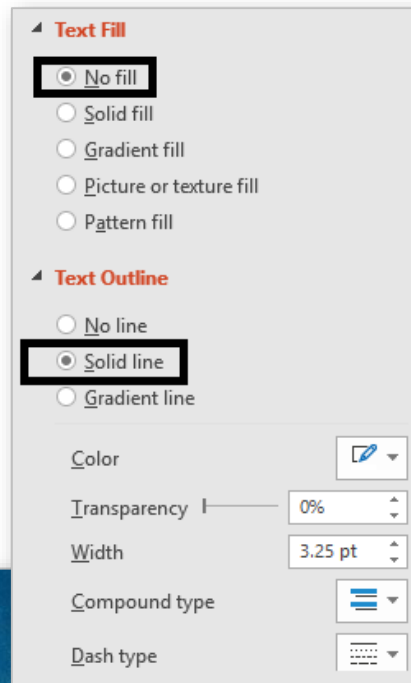 Text Fill
No fill
Solid fill
Gradient fill
Picture or texture fill
Pattern fill
Text Outline
No line
Solid line
Gradient line
Color
Transparency 0%
Width 3.25 pt
Compound type
Dash type